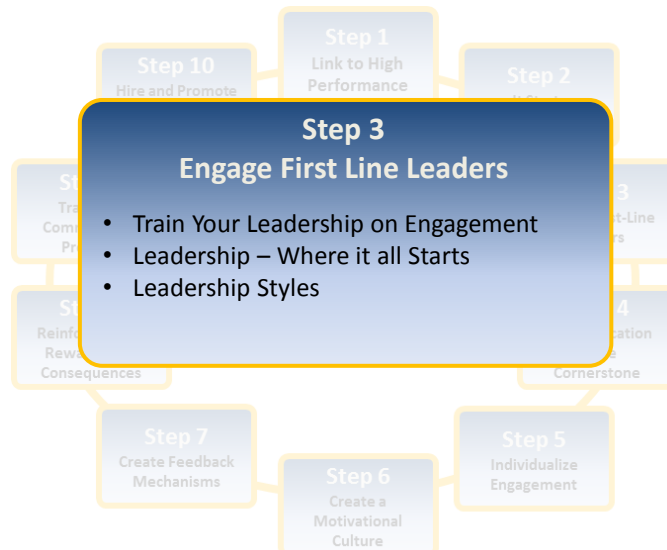 Step 1
Link to High
Performance
Step 10
Hire and Promote
Step 2
Step 3
Engage First Line Leaders
• Train Your Leadership on Engagement
• Leadership – Where it all Starts
• Leadership Styles
3
4
Cornerstone
Consequences
Step 7
Create Feedback
Mechanisms
Step 6
Create a
Motivational
Culture
Step 5
Individualize
Engagement